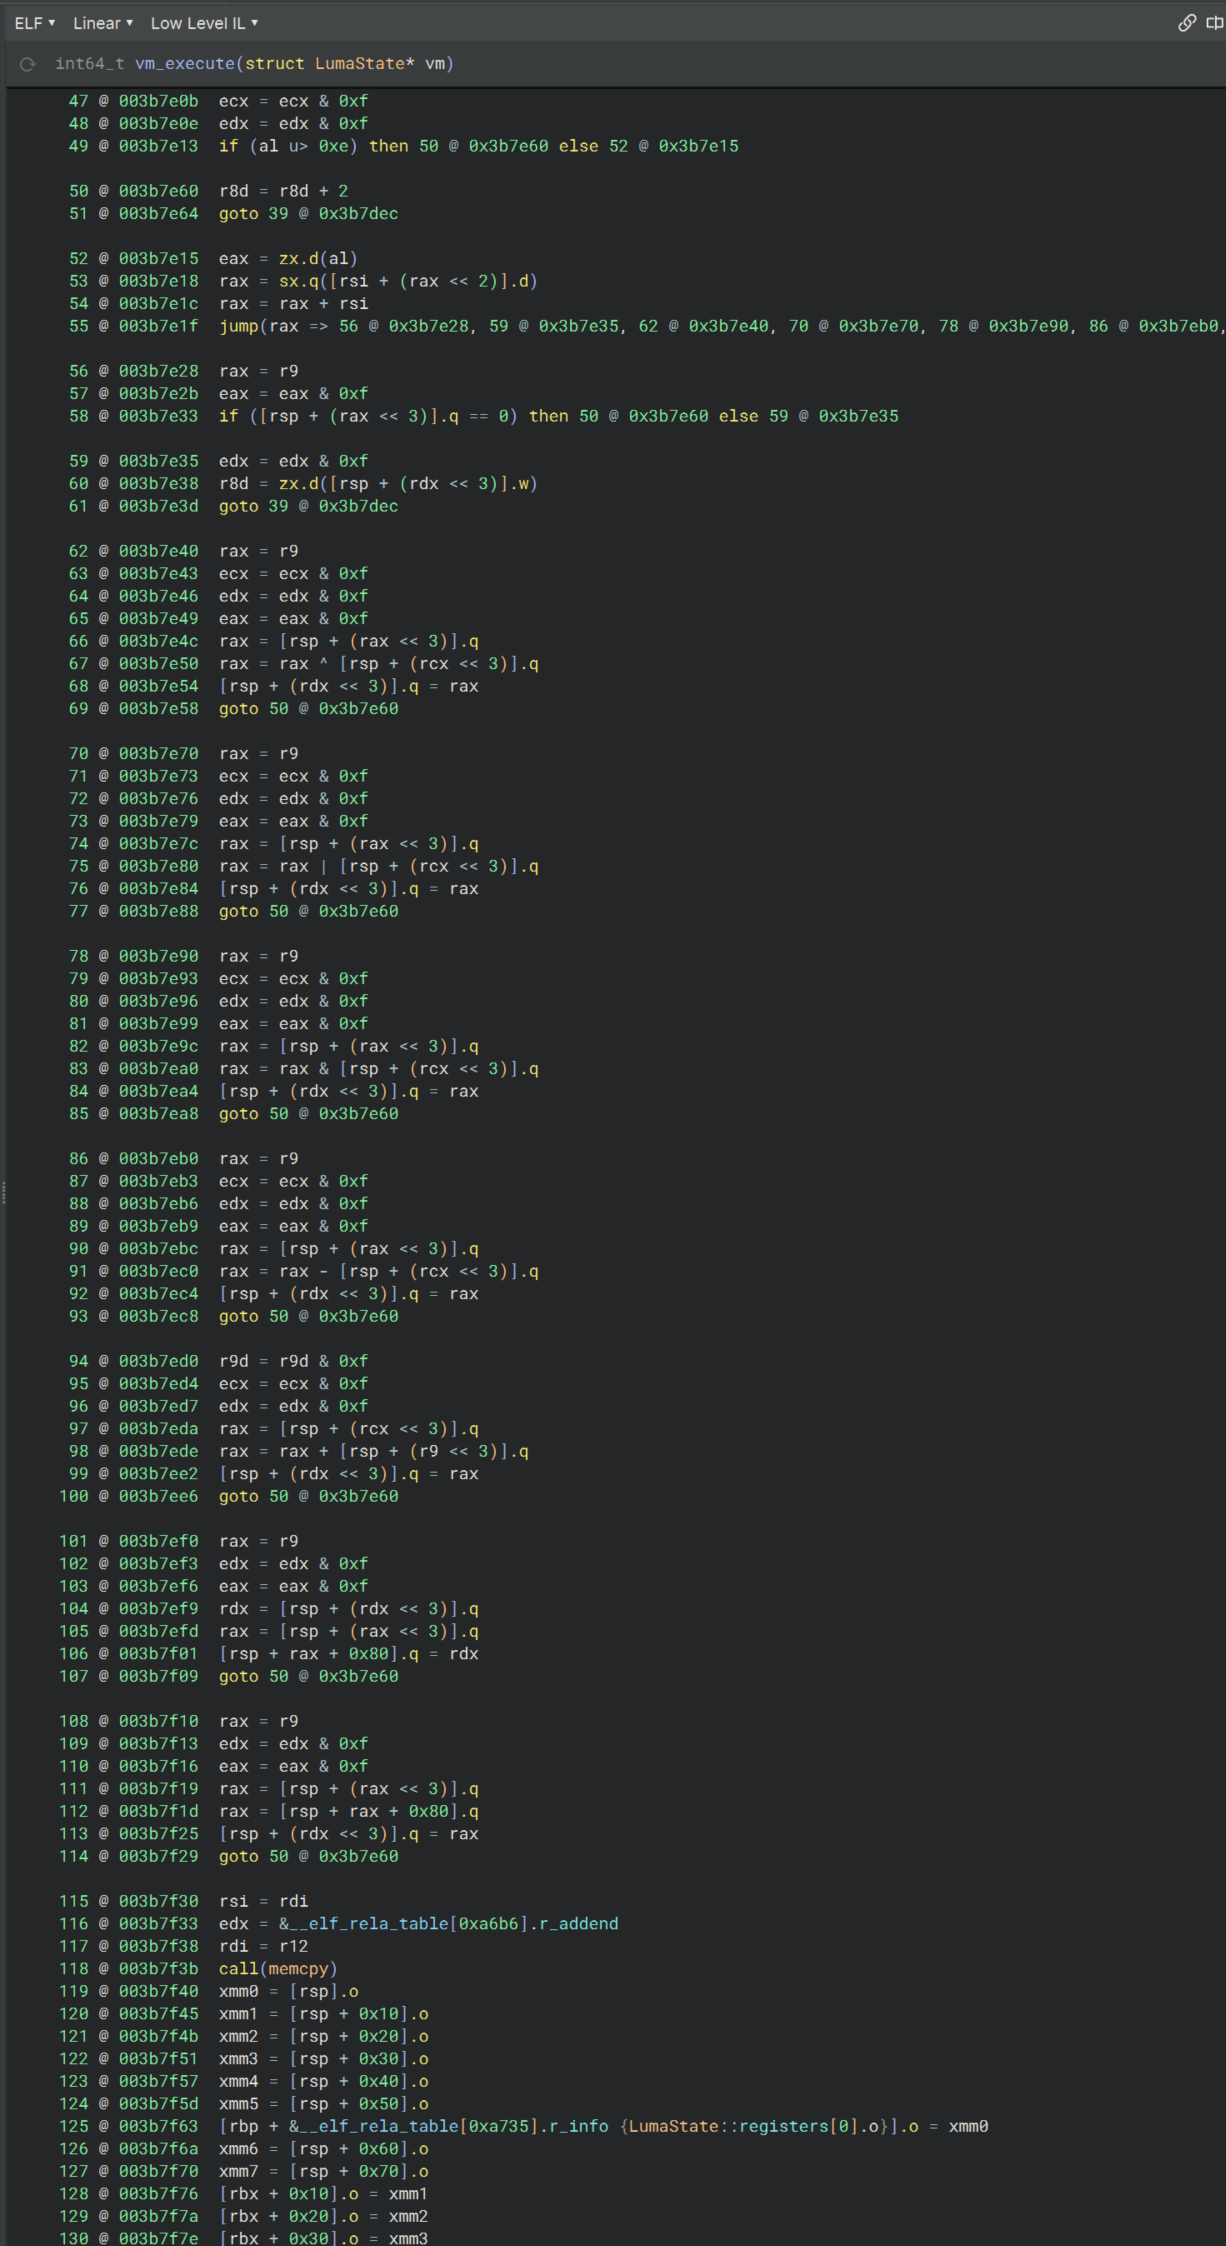 ELF ▾ Linear ▾ Low Level IL ▾
int64_t vm_execute(struct LumaState* vm)
47 @ 003b7e0b ecx = ecx & 0xf
48 @ 003b7e0e edx = edx & 0xf
49 @ 003b7e13 if (al u> 0xe) then 50 @ 0x3b7e60 else 52 @ 0x3b7e15
50 @ 003b7e60 r8d = r8d + 2
51 @ 003b7e64 goto 39 @ 0x3b7dec
52 @ 003b7e15 eax = zx.d(al)
53 @ 003b7e18 rax = sx.q([rsi + (rax << 2)].d)
54 @ 003b7e1c rax = rax + rsi
55 @ 003b7e1f jump(rax => 56 @ 0x3b7e28, 59 @ 0x3b7e35, 62 @ 0x3b7e40, 70 @ 0x3b7e70, 78 @ 0x3b7e90, 86 @ 0x3b7eb0,
56 @ 003b7e28 rax = r9
57 @ 003b7e2b eax = eax & 0xf
58 @ 003b7e33 if ([rsp + (rax << 3)].q == 0) then 50 @ 0x3b7e60 else 59 @ 0x3b7e35
59 @ 003b7e35 edx = edx & 0xf
60 @ 003b7e38 r8d = zx.d([rsp + (rdx << 3)].w)
61 @ 003b7e3d goto 39 @ 0x3b7dec
62 @ 003b7e40 rax = r9
63 @ 003b7e43 ecx = ecx & 0xf
64 @ 003b7e46 edx = edx & 0xf
65 @ 003b7e49 eax = eax & 0xf
66 @ 003b7e4c rax = [rsp + (rax << 3)].q
67 @ 003b7e50 rax = rax ^ [rsp + (rcx << 3)].q
68 @ 003b7e54 [rsp + (rdx << 3)].q = rax
69 @ 003b7e58 goto 50 @ 0x3b7e60
70 @ 003b7e70 rax = r9
71 @ 003b7e73 ecx = ecx & 0xf
72 @ 003b7e76 edx = edx & 0xf
73 @ 003b7e79 eax = eax & 0xf
74 @ 003b7e7c rax = [rsp + (rax << 3)].q
75 @ 003b7e80 rax = rax | [rsp + (rcx << 3)].q
76 @ 003b7e84 [rsp + (rdx << 3)].q = rax
77 @ 003b7e88 goto 50 @ 0x3b7e60
78 @ 003b7e90 rax = r9
79 @ 003b7e93 ecx = ecx & 0xf
80 @ 003b7e96 edx = edx & 0xf
81 @ 003b7e99 eax = eax & 0xf
82 @ 003b7e9c rax = [rsp + (rax << 3)].q
83 @ 003b7ea0 rax = rax & [rsp + (rcx << 3)].q
84 @ 003b7ea4 [rsp + (rdx << 3)].q = rax
85 @ 003b7ea8 goto 50 @ 0x3b7e60
86 @ 003b7eb0 rax = r9
87 @ 003b7eb3 ecx = ecx & 0xf
88 @ 003b7eb6 edx = edx & 0xf
89 @ 003b7eb9 eax = eax & 0xf
90 @ 003b7ebc rax = [rsp + (rax << 3)].q
91 @ 003b7ec0 rax = rax - [rsp + (rcx << 3)].q
92 @ 003b7ec4 [rsp + (rdx << 3)].q = rax
93 @ 003b7ec8 goto 50 @ 0x3b7e60
94 @ 003b7ed0 r9d = r9d & 0xf
95 @ 003b7ed4 ecx = ecx & 0xf
96 @ 003b7ed7 edx = edx & 0xf
97 @ 003b7eda rax = [rsp + (rcx << 3)].q
98 @ 003b7ede rax = rax + [rsp + (r9 << 3)].q
99 @ 003b7ee2 [rsp + (rdx << 3)].q = rax
100 @ 003b7ee6 goto 50 @ 0x3b7e60
101 @ 003b7ef0 rax = r9
102 @ 003b7ef3 edx = edx & 0xf
103 @ 003b7ef6 eax = eax & 0xf
104 @ 003b7ef9 rdx = [rsp + (rdx << 3)].q
105 @ 003b7efd rax = [rsp + (rax << 3)].q
106 @ 003b7f01 [rsp + rax + 0x80].q = rdx
107 @ 003b7f09 goto 50 @ 0x3b7e60
108 @ 003b7f10 rax = r9
109 @ 003b7f13 edx = edx & 0xf
110 @ 003b7f16 eax = eax & 0xf
111 @ 003b7f19 rax = [rsp + (rax << 3)].q
112 @ 003b7f1d rax = [rsp + rax + 0x80].q
113 @ 003b7f25 [rsp + (rdx << 3)].q = rax
114 @ 003b7f29 goto 50 @ 0x3b7e60
115 @ 003b7f30 rsi = rdi
116 @ 003b7f33 edx = &__elf_rela_table[0xa6b6].r_addend
117 @ 003b7f38 rdi = r12
118 @ 003b7f3b call(memcpy)
119 @ 003b7f40 xmm0 = [rsp].o
120 @ 003b7f45 xmm1 = [rsp + 0x10].o
121 @ 003b7f4b xmm2 = [rsp + 0x20].o
122 @ 003b7f51 xmm3 = [rsp + 0x30].o
123 @ 003b7f57 xmm4 = [rsp + 0x40].o
124 @ 003b7f5d xmm5 = [rsp + 0x50].o
125 @ 003b7f63 [rbp + &__elf_rela_table[0xa735].r_info {LumaState::registers[0].o}].o = xmm0
126 @ 003b7f6a xmm6 = [rsp + 0x60].o
127 @ 003b7f70 xmm7 = [rsp + 0x70].o
128 @ 003b7f76 [rbx + 0x10].o = xmm1
129 @ 003b7f7a [rbx + 0x20].o = xmm2
130 @ 003b7f7e [rbx + 0x30].o = xmm3